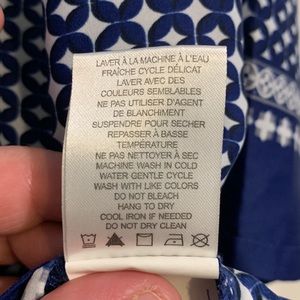 LAVER À LA MACHINE À L'EAU
FRAÎCHE CYCLE DÉLICAT
LAVER AVEC DES
COULEURS SEMBLABLES
NE PAS UTILISER D'AGENT
DE BLANCHIMENT
SUSPENDRE POUR SÉCHER
REPASSER À BASSE
TEMPÉRATURE
NE PAS NETTOYER À SEC
MACHINE WASH IN COLD
WATER GENTLE CYCLE
WASH WITH LIKE COLORS
DO NOT BLEACH
HANG TO DRY
COOL IRON IF NEEDED
DO NOT DRY CLEAN